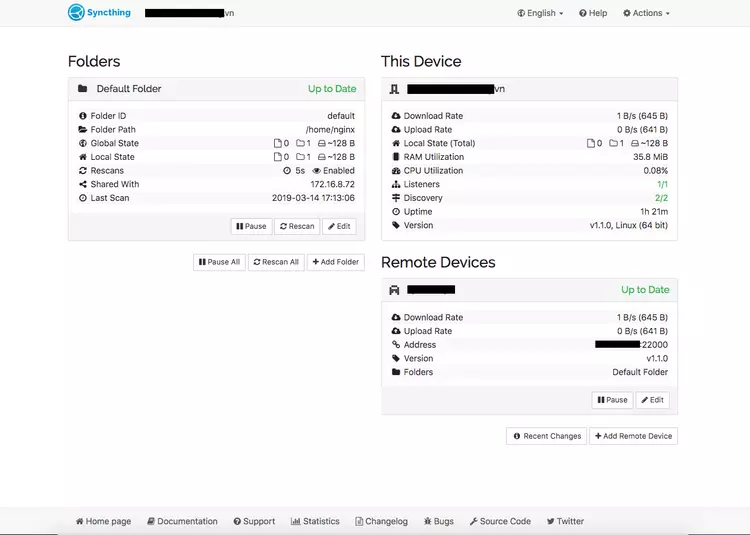 Syncthing .vn English Help Actions
Folders
Default Folder Up to Date
Folder ID default
Folder Path /home/nginx
Global State 0 1 ~128 B
Local State 0 1 ~128 B
Rescans 5s Enabled
Shared With 172.16.8.72
Last Scan 2019-03-14 17:13:06
Pause Rescan Edit
Pause All Rescan All Add Folder
This Device
vn
Download Rate 1 B/s (645 B)
Upload Rate 0 B/s (641 B)
Local State (Total) 0 1 ~128 B
RAM Utilization 35.8 MiB
CPU Utilization 0.08%
Listeners 1/1
Discovery 2/2
Uptime 1h 21m
Version v1.1.0, Linux (64 bit)
Remote Devices
Up to Date
Download Rate 1 B/s (645 B)
Upload Rate 0 B/s (641 B)
Address :22000
Version v1.1.0
Folders Default Folder
Pause Edit
Recent Changes Add Remote Device
Home page Documentation Support Statistics Changelog Bugs Source Code Twitter